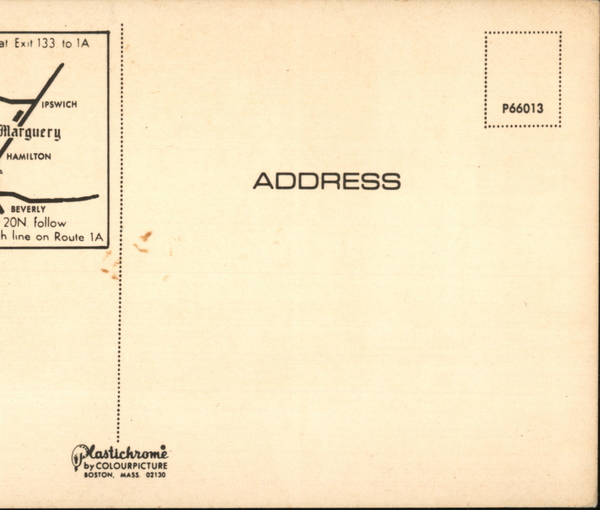 at Exit 133 to 1A
IPSWICH
Marguery
HAMILTON
BEVERLY
20N follow
h line on Route 1A
P66013
ADDRESS
Plastichrome
by COLOURPICTURE
BOSTON, MASS. 02130